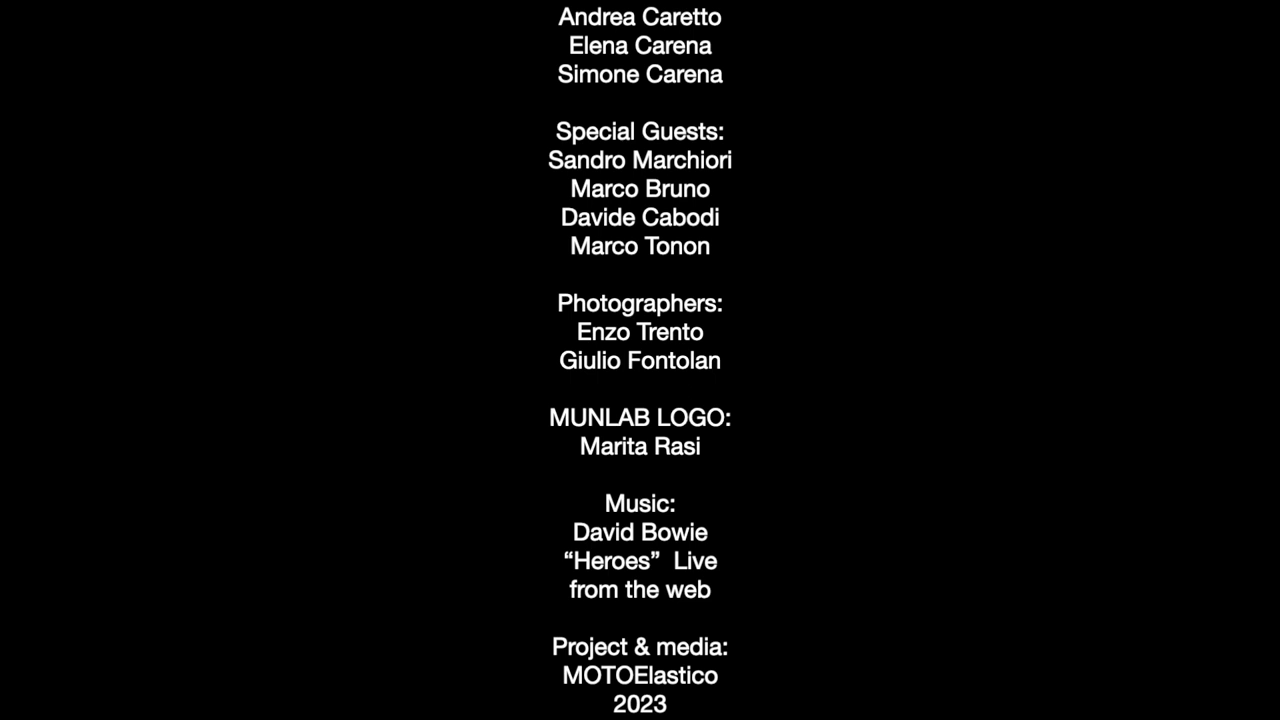 Andrea Caretto
Elena Carena
Simone Carena
Special Guests:
Sandro Marchiori
Marco Bruno
Davide Cabodi
Marco Tonon
Photographers:
Enzo Trento
Giulio Fontolan
MUNLAB LOGO:
Marita Rasi
Music:
David Bowie
“Heroes”  Live
from the web
Project & media:
MOTOElastico
2023